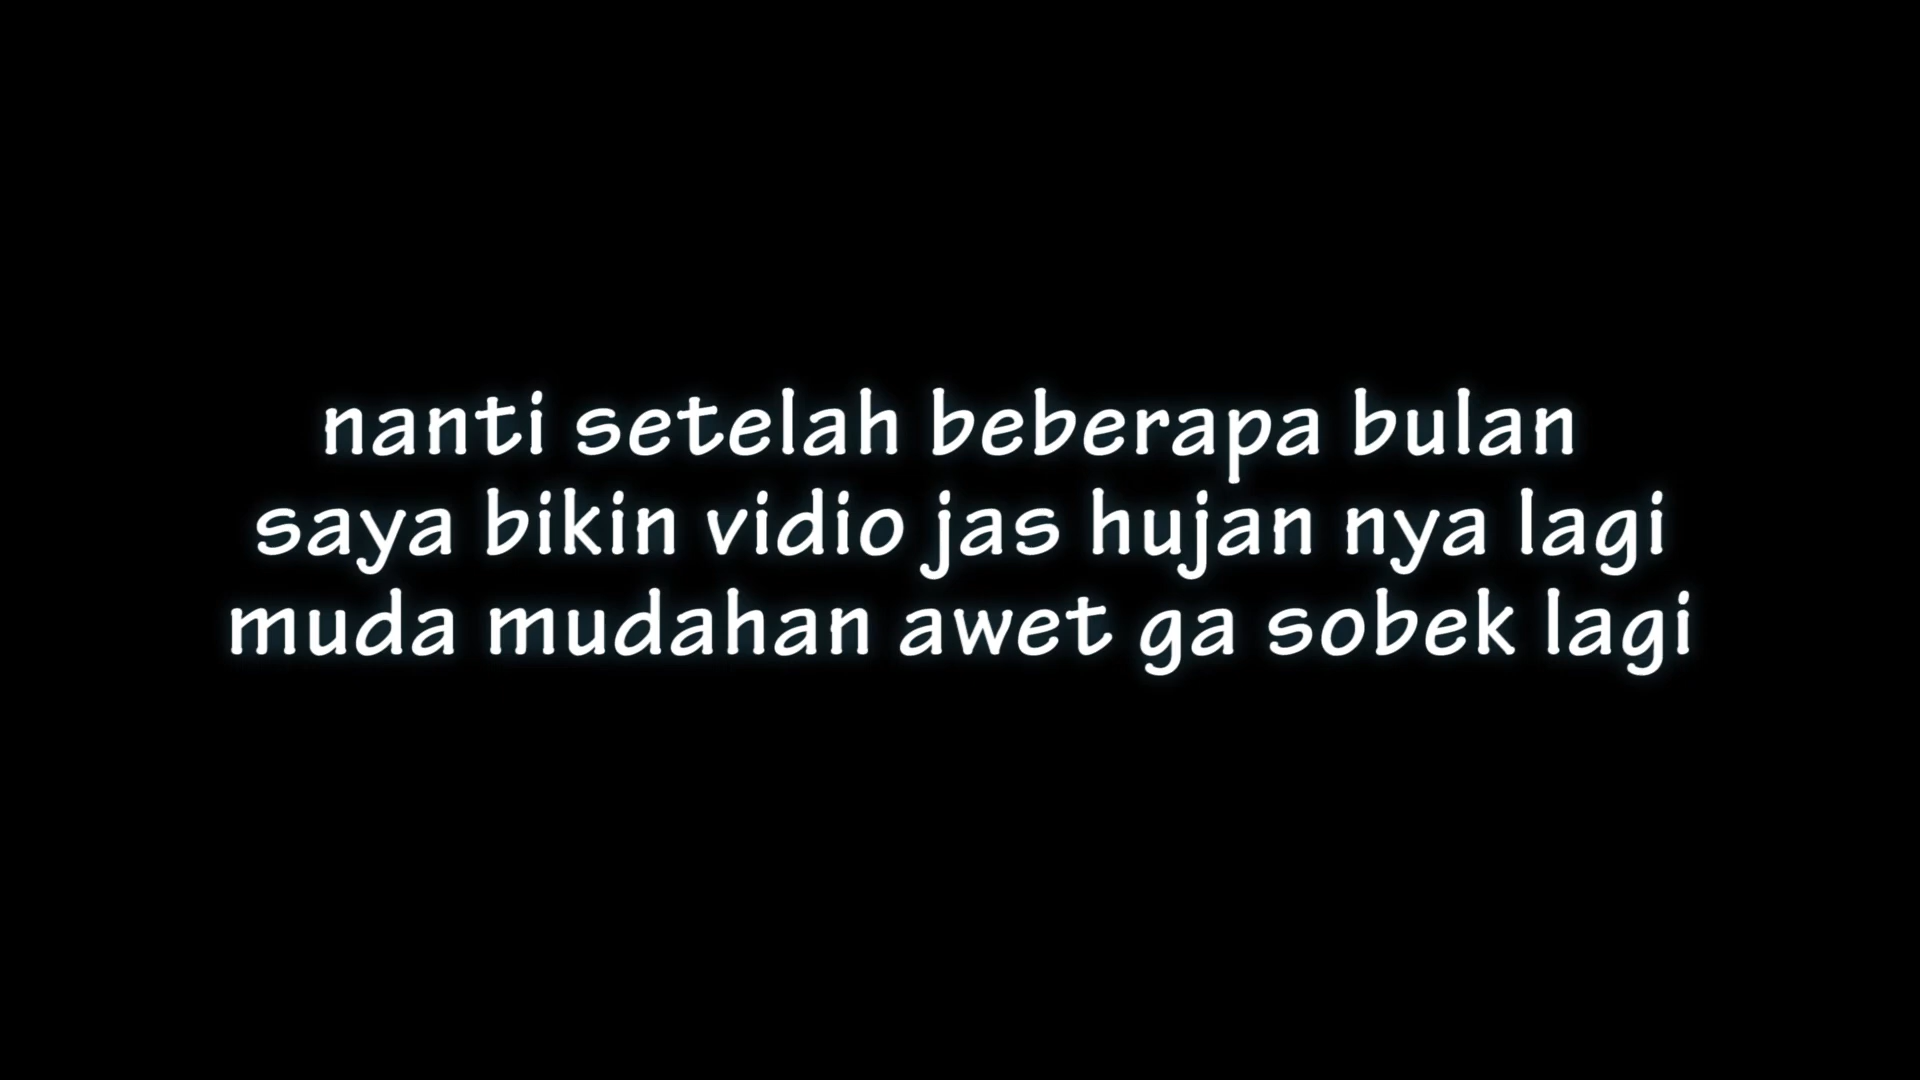 nanti setelah beberapa bulan
saya bikin vidio jas hujan nya lagi
muda mudahan awet ga sobek lagi